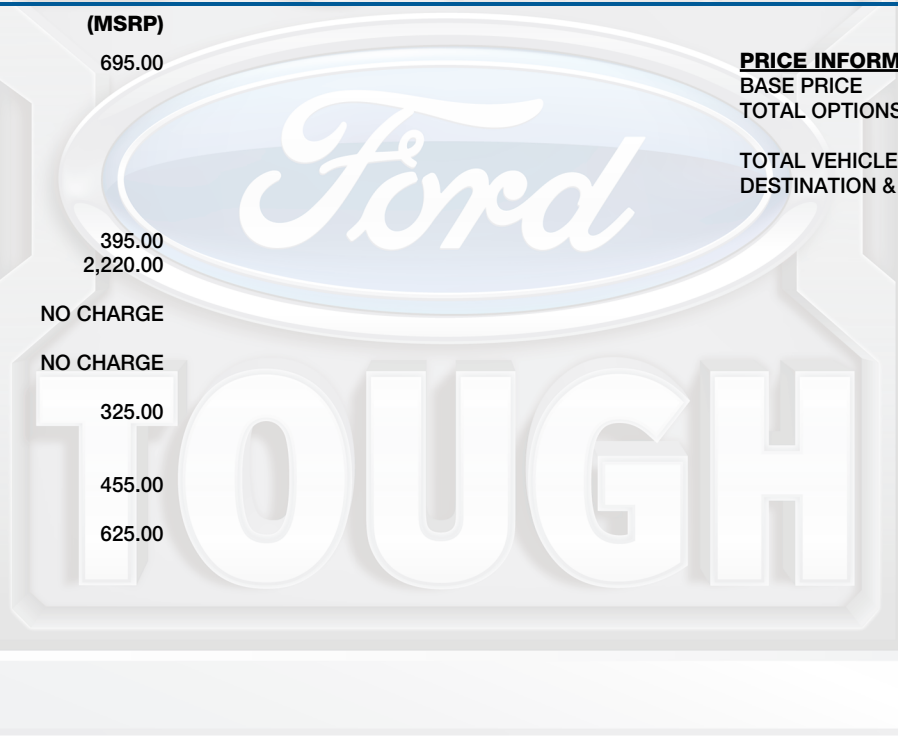 (MSRP)
695.00
395.00
2,220.00
NO CHARGE
NO CHARGE
325.00
455.00
625.00
PRICE INFORM
BASE PRICE
TOTAL OPTIONS
TOTAL VEHICLE
DESTINATION &
Ford
TOUGH